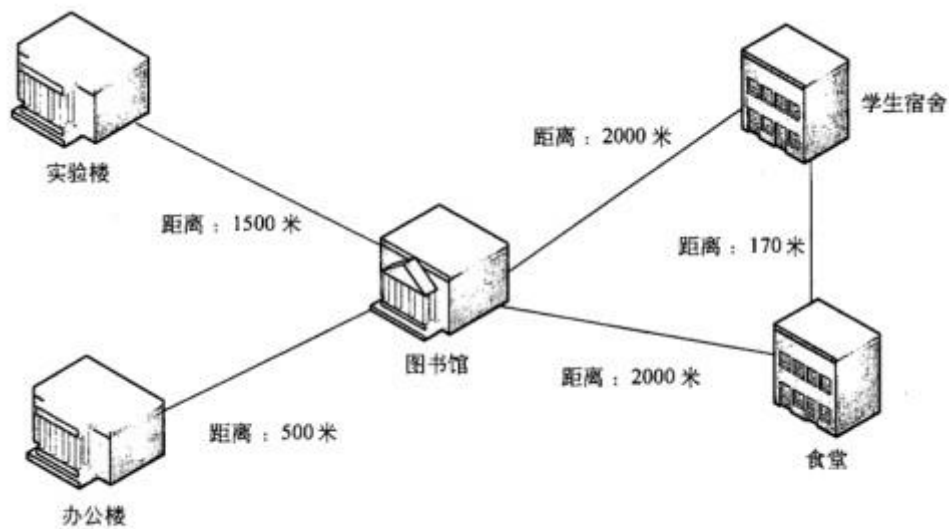 学生宿舍
距离：2000 米
实验楼
距离：1500 米
距离：170 米
图书馆
距离：2000 米
距离：500 米
食堂
办公楼